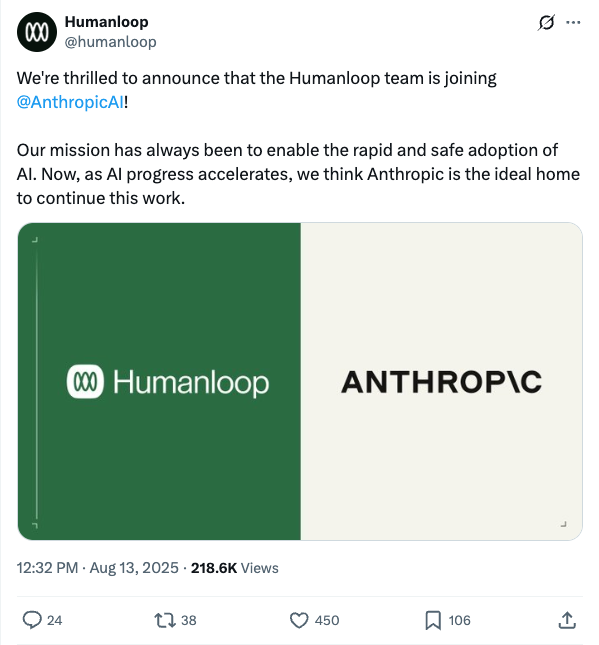 Humanloop
@humanloop
We're thrilled to announce that the Humanloop team is joining
@AnthropicAI!
Our mission has always been to enable the rapid and safe adoption of
AI. Now, as AI progress accelerates, we think Anthropic is the ideal home
to continue this work.
Humanloop
ANTHROP\C
12:32 PM · Aug 13, 2025 · 218.6K Views
24 38 450 106